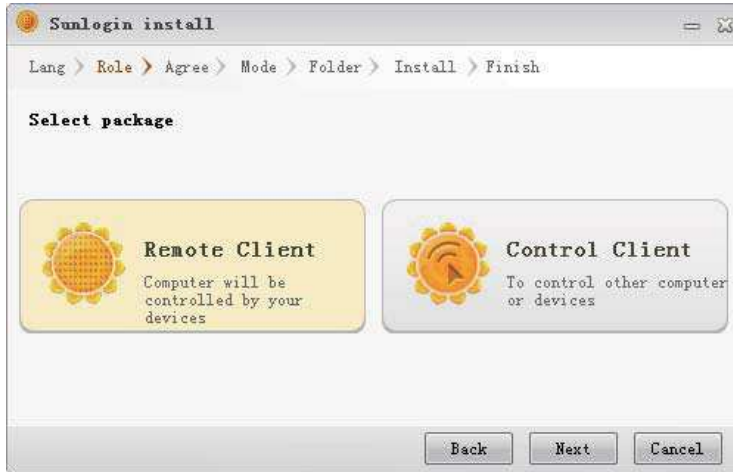 Sunlogin install
Lang > Role > Agree > Mode > Folder > Install > Finish
Select package
Remote Client
Computer will be
controlled by your
devices
Control Client
To control other computer
or devices
Back Next Cancel